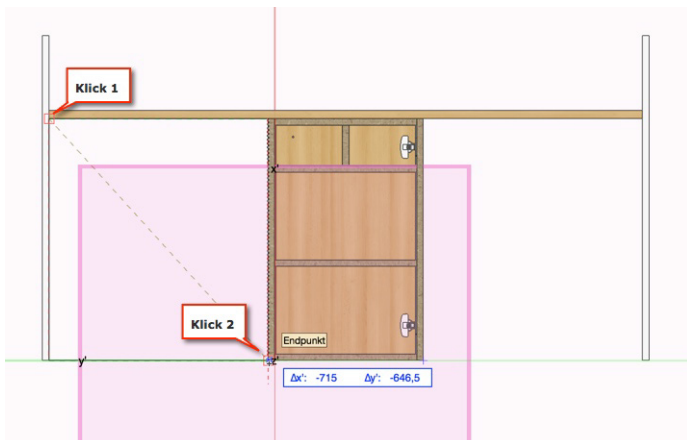 Klick 1
x'
Klick 2
Endpunkt
y'
z'
Δx': -715 Δy': -646,5